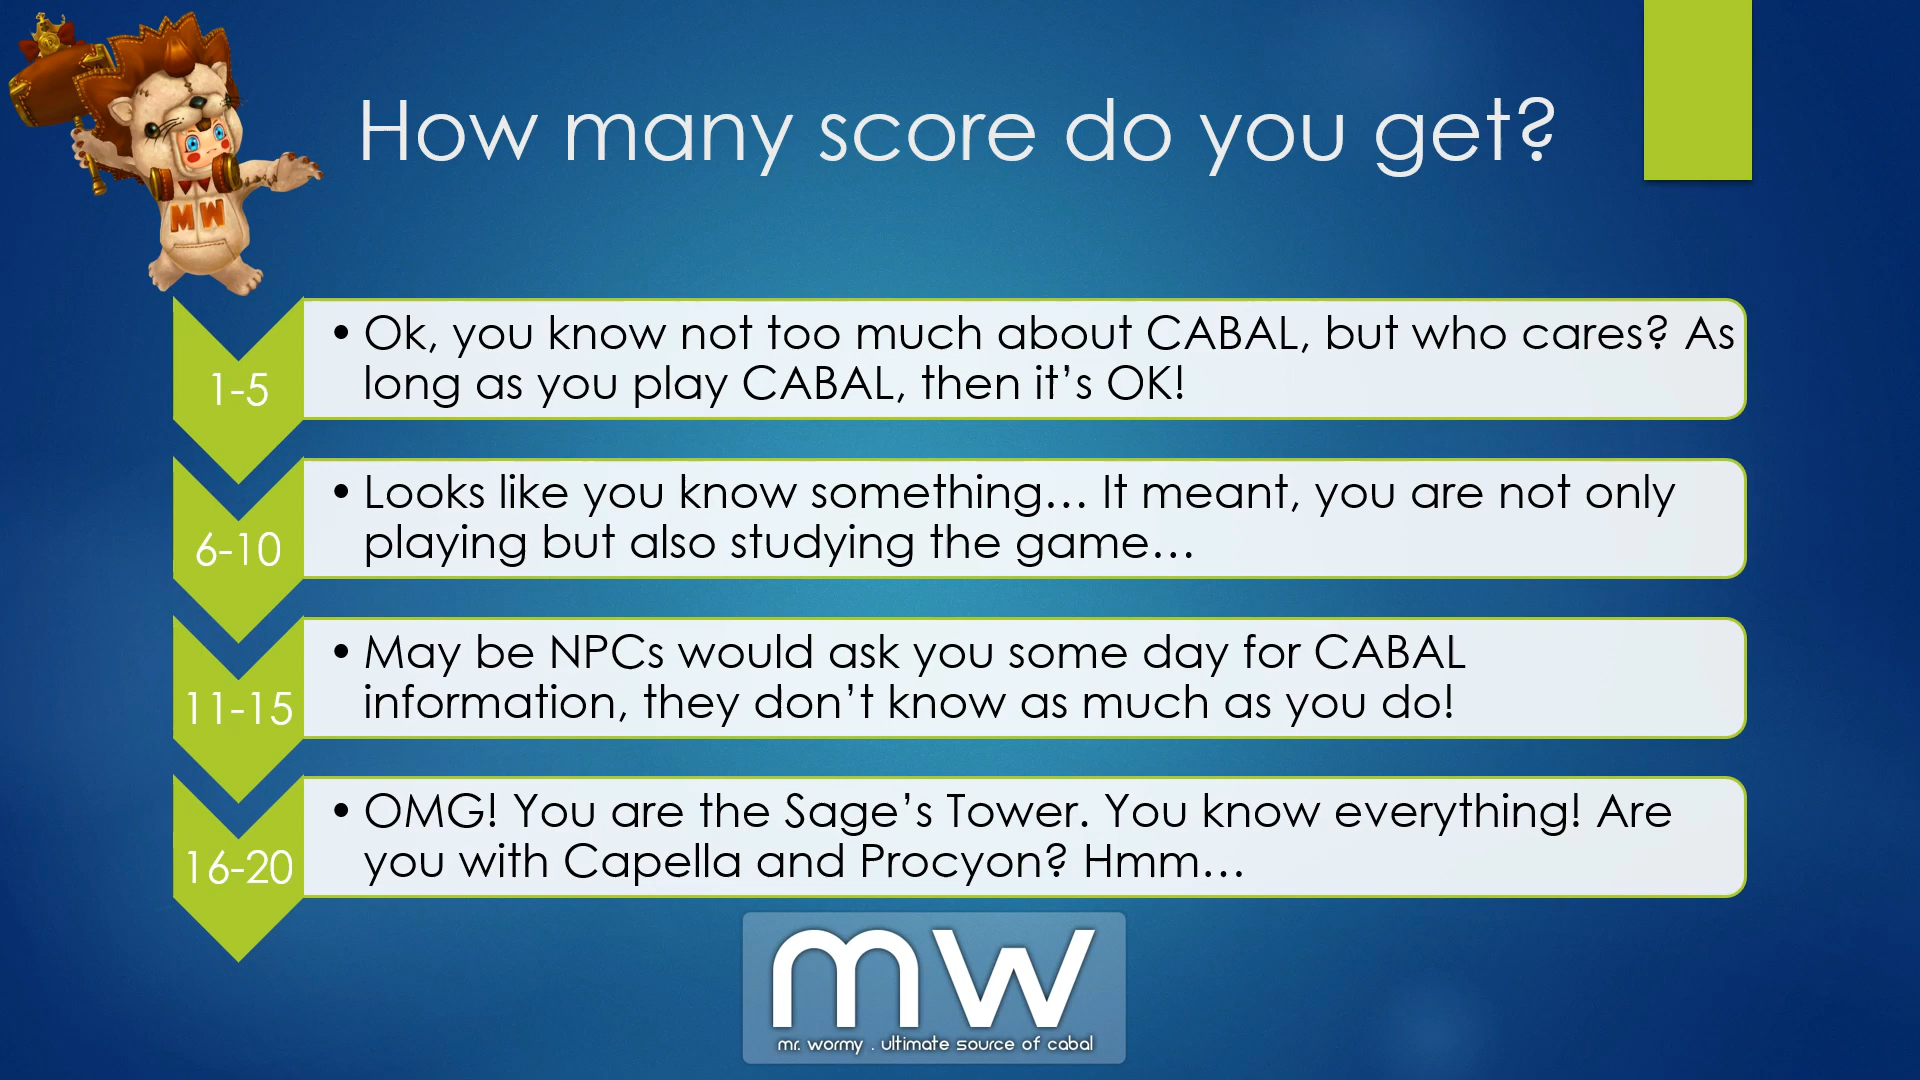 How many score do you get?
MW
1-5
• Ok, you know not too much about CABAL, but who cares? As
long as you play CABAL, then it’s OK!
6-10
• Looks like you know something… It meant, you are not only
playing but also studying the game…
11-15
• May be NPCs would ask you some day for CABAL
information, they don’t know as much as you do!
16-20
• OMG! You are the Sage’s Tower. You know everything! Are
you with Capella and Procyon? Hmm…
mw
mr. wormy . ultimate source of cabal